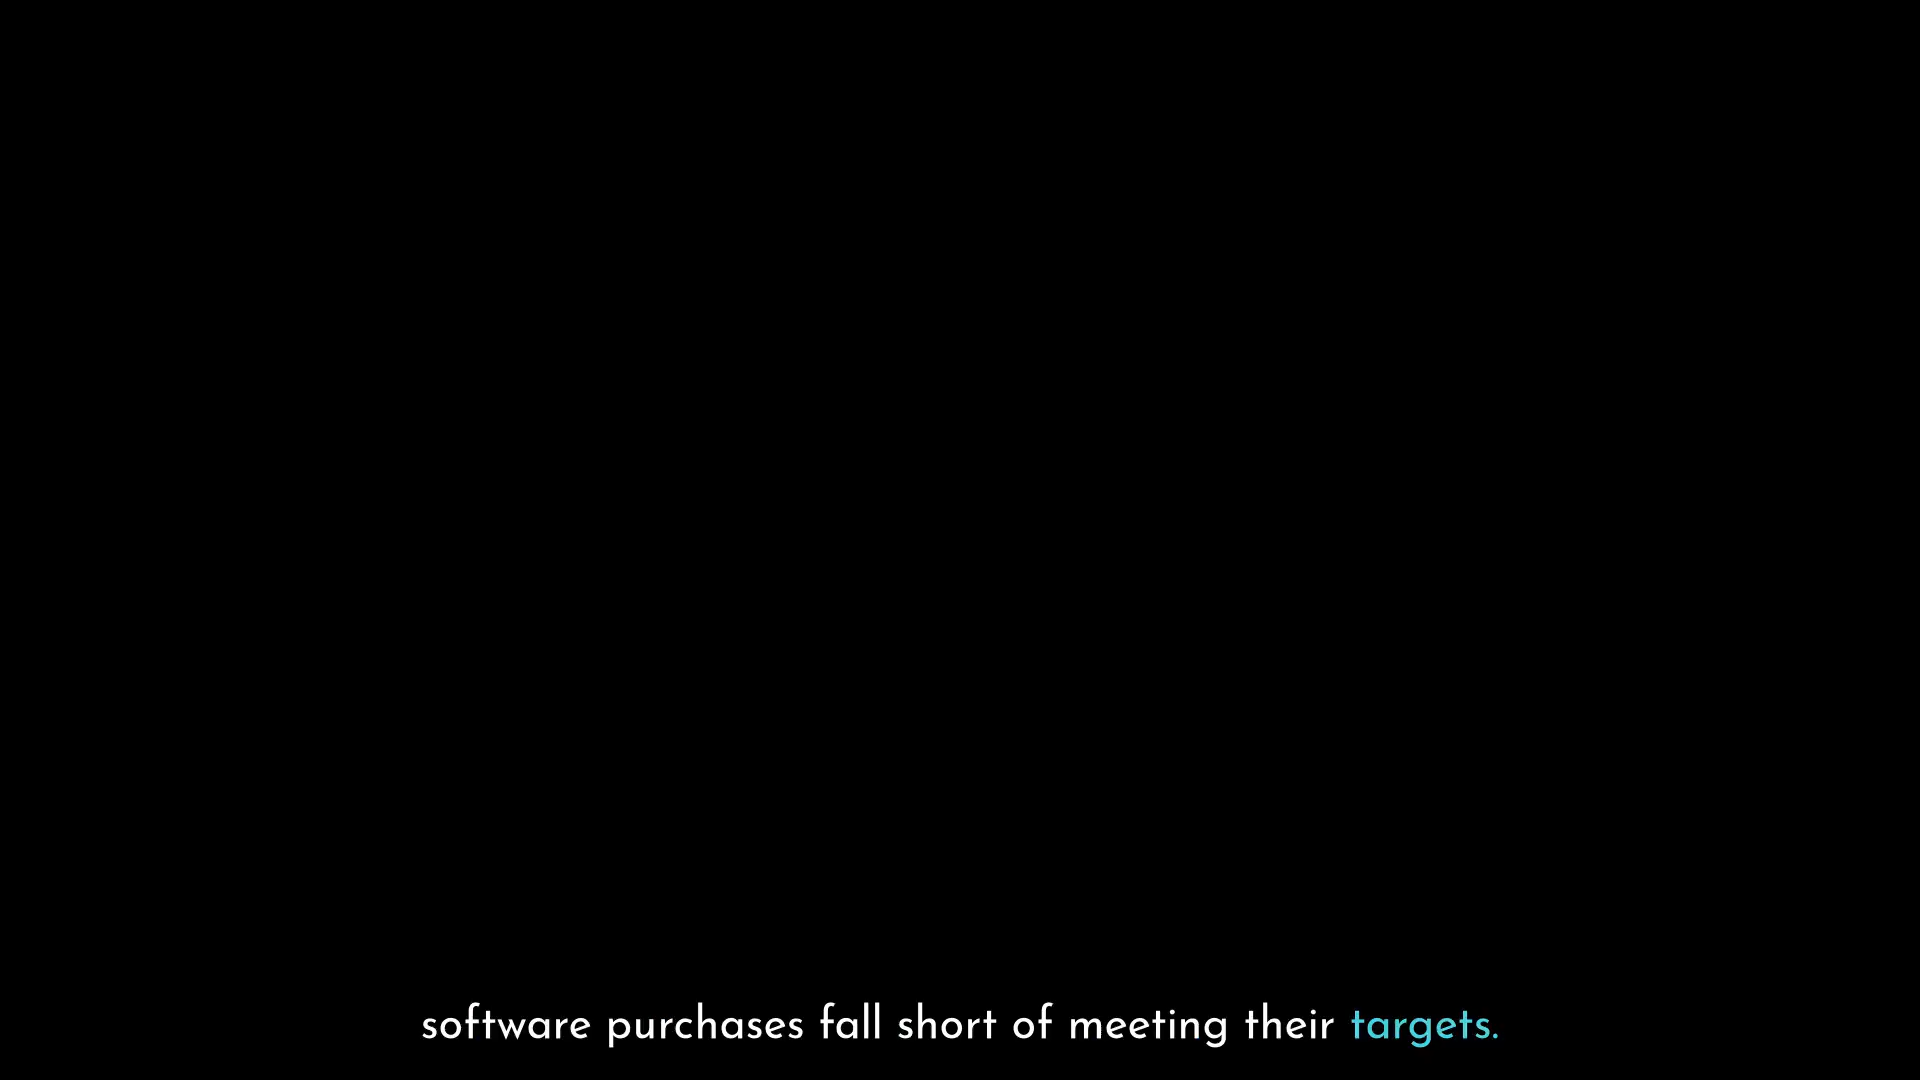 software purchases fall short of meeting their targets.